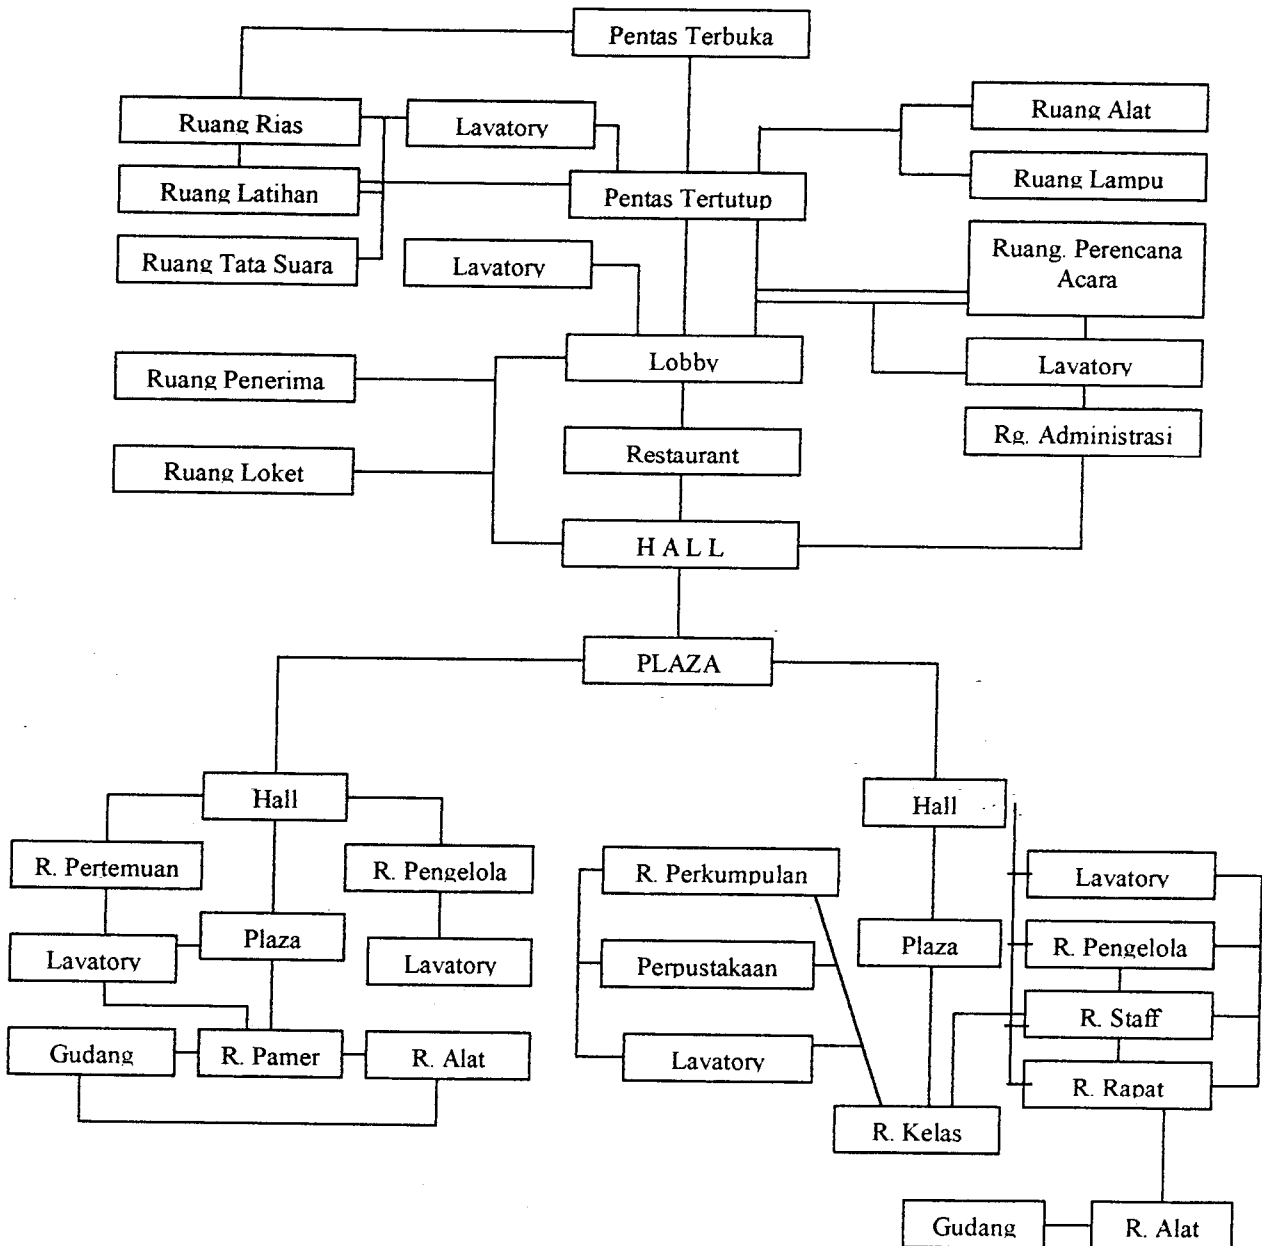 Pentas Terbuka
Ruang Rias
Lavatory
Ruang Alat
Ruang Latihan
Pentas Tertutup
Ruang Lampu
Ruang Tata Suara
Lavatory
Ruang. Perencana
Acara
Ruang Penerima
Lobby
Lavatory
Ruang Loket
Restaurant
Rg. Administrasi
H A L L
PLAZA
Hall
Hall
R. Pertemuan
R. Pengelola
R. Perkumpulan
Lavatory
Lavatory
Plaza
Lavatory
Perpustakaan
Plaza
R. Pengelola
Gudang
R. Pamer
R. Alat
Lavatory
R. Staff
R. Rapat
R. Kelas
Gudang
R. Alat